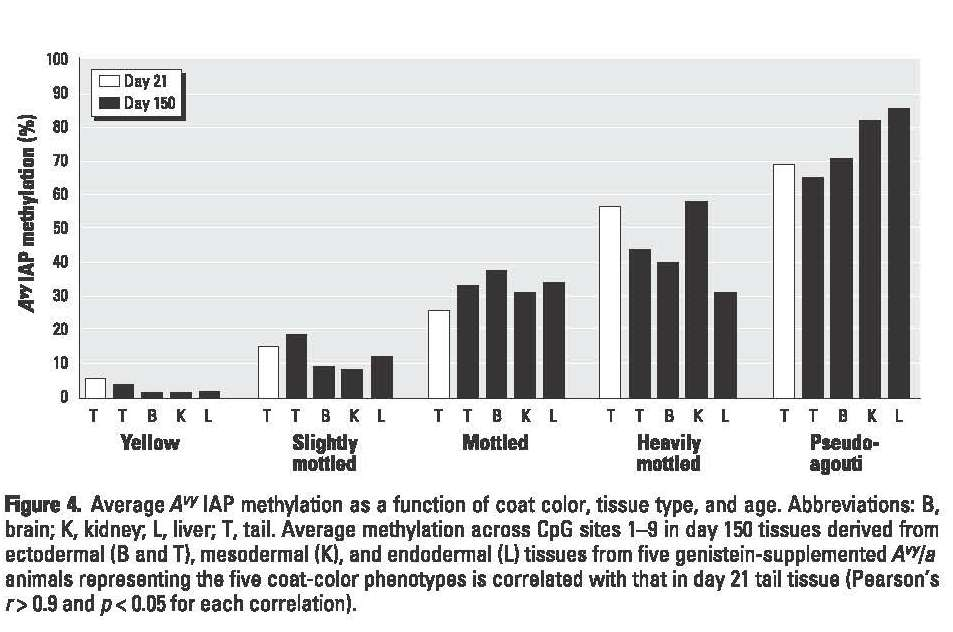 100
90
80
70
60
50
40
30
20
10
0
Avy IAP methylation (%)
Day 21
Day 150
T T B K L T T B K L T T B K L T T B K L T T B K L
Yellow Slightly mottled Mottled Heavily mottled Pseudo-agouti
Figure 4. Average Avy IAP methylation as a function of coat color, tissue type, and age. Abbreviations: B,
brain; K, kidney; L, liver; T, tail. Average methylation across CpG sites 1–9 in day 150 tissues derived from
ectodermal (B and T), mesodermal (K), and endodermal (L) tissues from five genistein-supplemented Avy/a
animals representing the five coat-color phenotypes is correlated with that in day 21 tail tissue (Pearson's
r > 0.9 and p < 0.05 for each correlation).